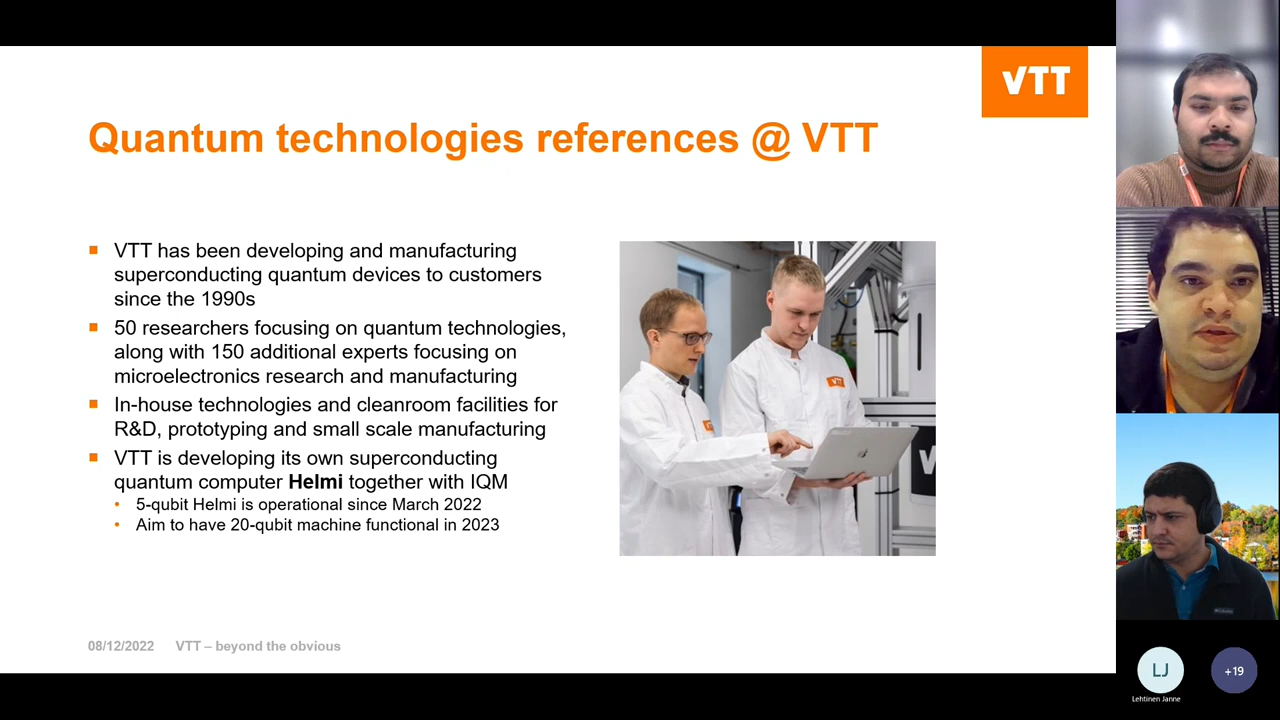 VTT
Quantum technologies references @ VTT
VTT has been developing and manufacturing
superconducting quantum devices to customers
since the 1990s
50 researchers focusing on quantum technologies,
along with 150 additional experts focusing on
microelectronics research and manufacturing
In-house technologies and cleanroom facilities for
R&D, prototyping and small scale manufacturing
VTT is developing its own superconducting
quantum computer Helmi together with IQM
5-qubit Helmi is operational since March 2022
Aim to have 20-qubit machine functional in 2023
VTT
VTT
08/12/2022 VTT – beyond the obvious
Columbia
LJ
+19
Lehtinen Janne